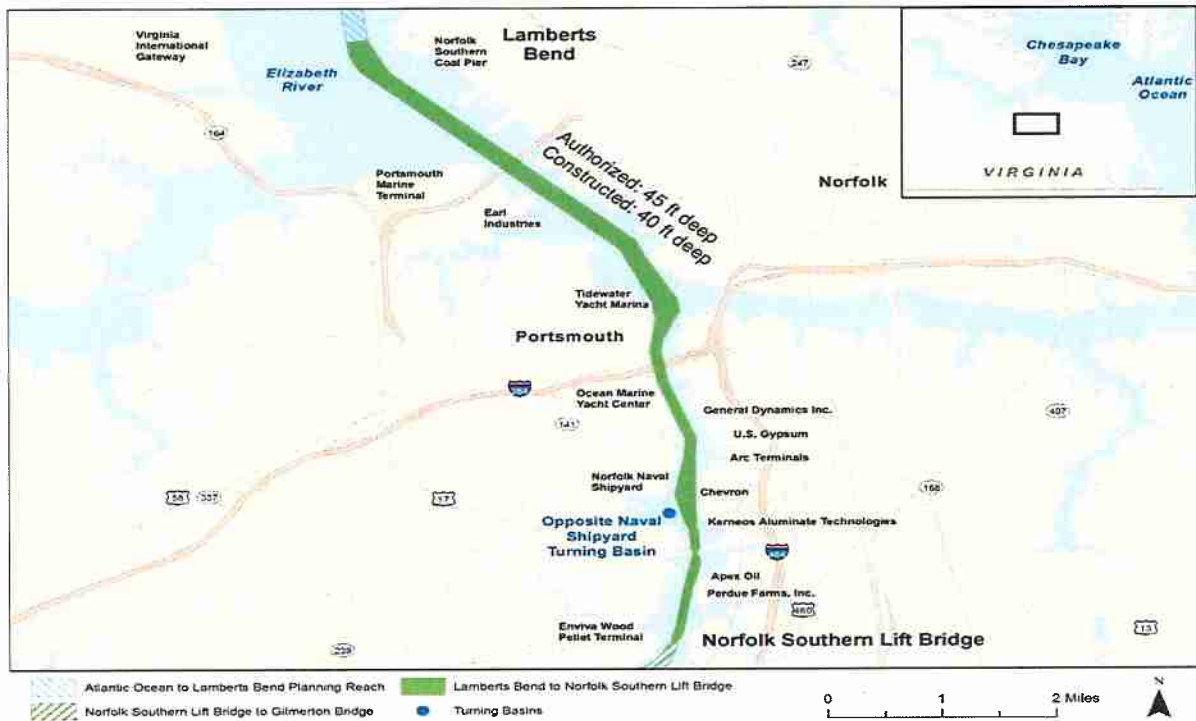 Virginia
International
Gateway
Norfolk
Southern
Coal Pier
Lamberts
Bend
Elizabeth
River
247
Chesapeake
Bay
Atlantic
Ocean
VIRGINIA
164
Portsmouth
Marine
Terminal
Earl
Industries
Authorized: 45 ft deep
Constructed: 40 ft deep
Norfolk
Tidewater
Yacht Marina
Portsmouth
264
Ocean Marine
Yacht Center
141
General Dynamics Inc.
407
U.S. Gypsum
Arc Terminals
Norfolk Naval
Shipyard
Chevron
58
337
17
168
Opposite Naval
Shipyard
Turning Basin
Kerneos Aluminate Technologies
464
Apex Oil
Perdue Farms, Inc.
460
Enviva Wood
Pellet Terminal
Norfolk Southern Lift Bridge
13
239
Atlantic Ocean to Lamberts Bend Planning Reach
Lamberts Bend to Norfolk Southern Lift Bridge
Norfolk Southern Lift Bridge to Gilmerton Bridge
Turning Basins
0 1 2 Miles
N